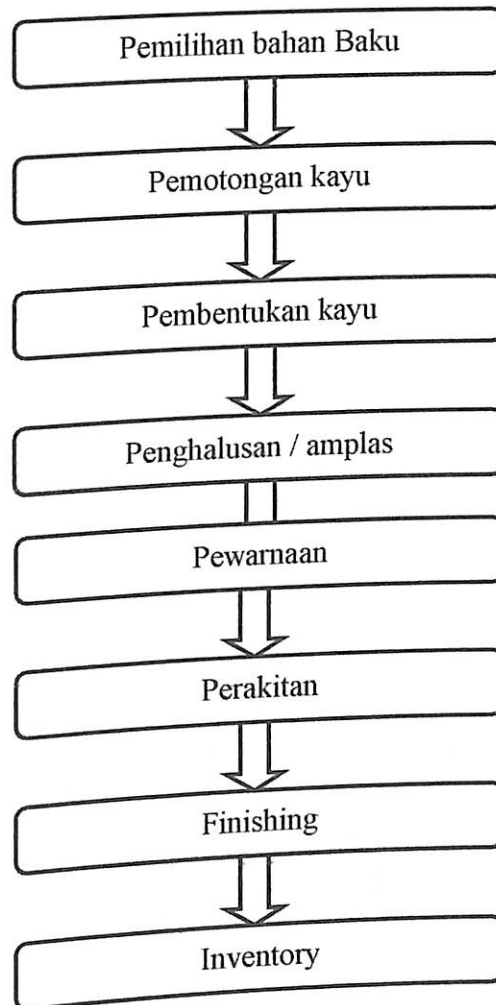 Pemilihan bahan Baku
Pemotongan kayu
Pembentukan kayu
Penghalusan / amplas
Pewarnaan
Perakitan
Finishing
Inventory